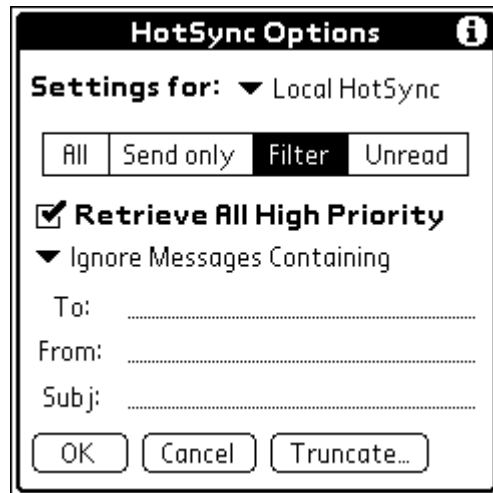 HotSync Options i
Settings for: Local HotSync
All Send only Filter Unread
Retrieve All High Priority
Ignore Messages Containing
To:
From:
Subj:
OK Cancel Truncate...